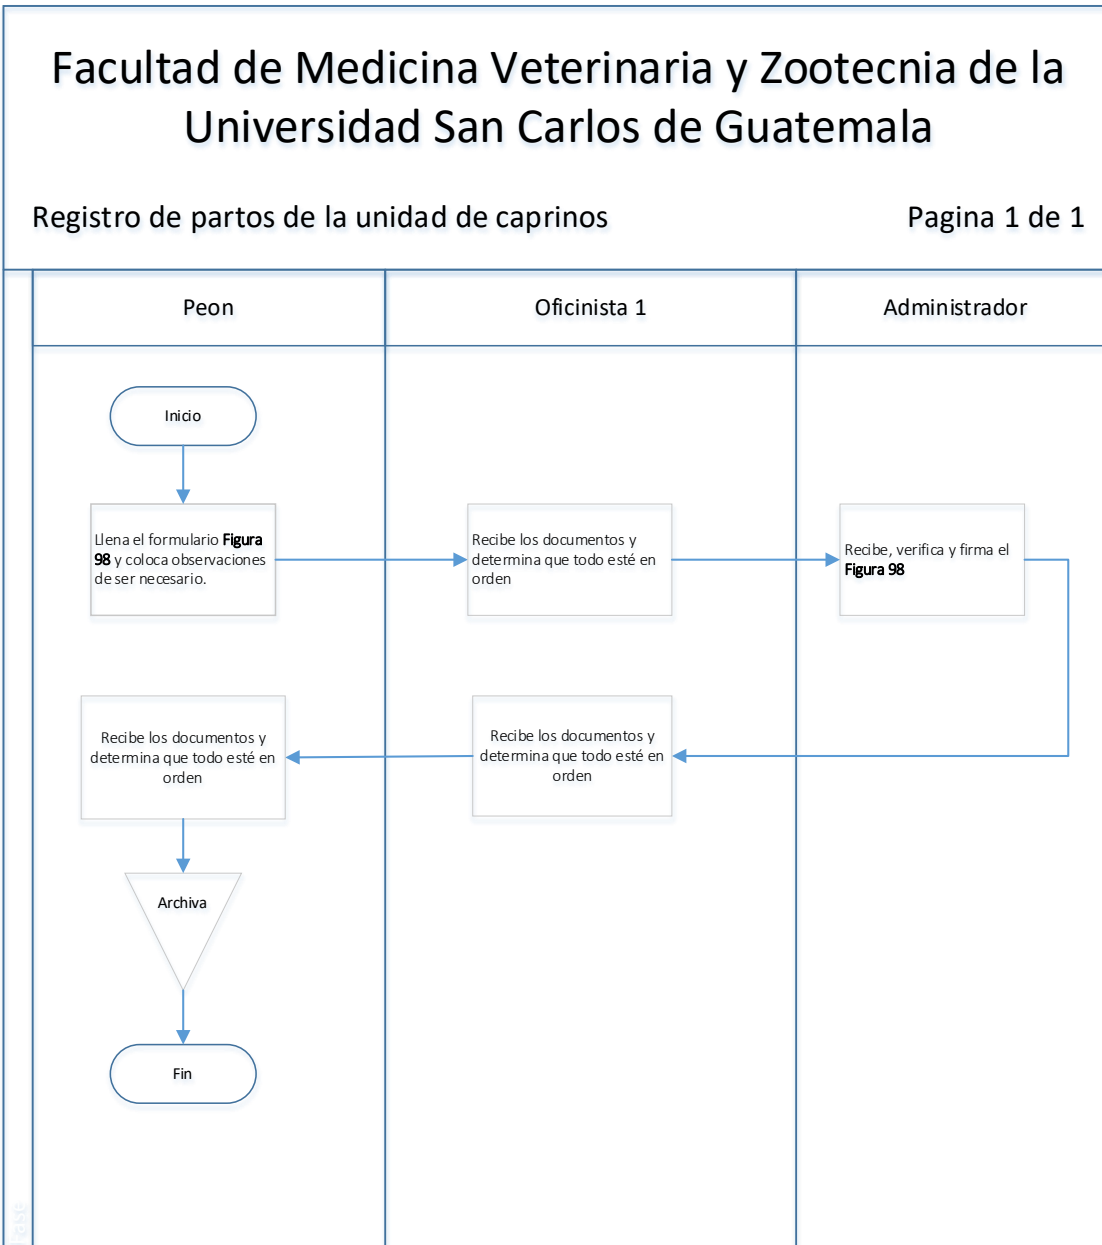 Facultad de Medicina Veterinaria y Zootecnia de la
Universidad San Carlos de Guatemala
Registro de partos de la unidad de caprinos
Pagina 1 de 1
Peon
Oficinista 1
Administrador
Inicio
Llena el formulario Figura
98 y coloca observaciones
de ser necesario.
Recibe los documentos y
determina que todo esté en
orden
Recibe, verifica y firma el
Figura 98
Recibe los documentos y
determina que todo esté en
orden
Recibe los documentos y
determina que todo esté en
orden
Archiva
Fin